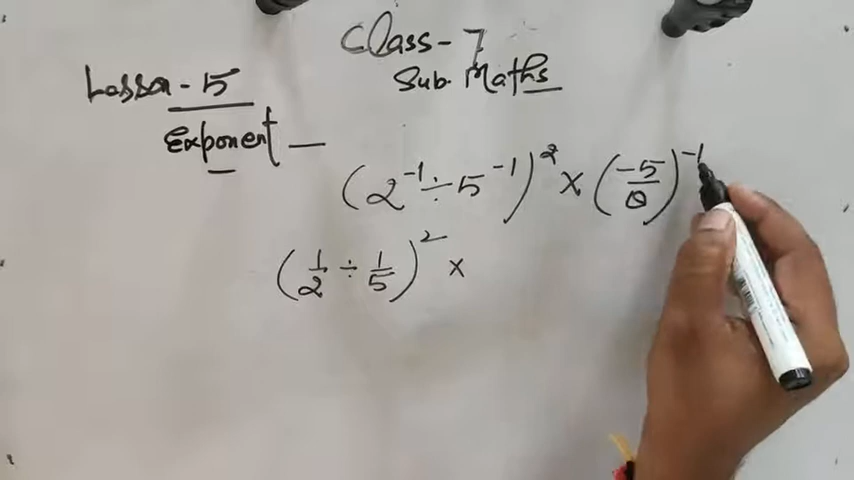 Class-7
Sub. Maths
Lesson-5
Exponent —
(2⁻¹ ÷ 5⁻¹)² × (-5/8)⁻¹
(1/2 ÷ 1/5)² ×